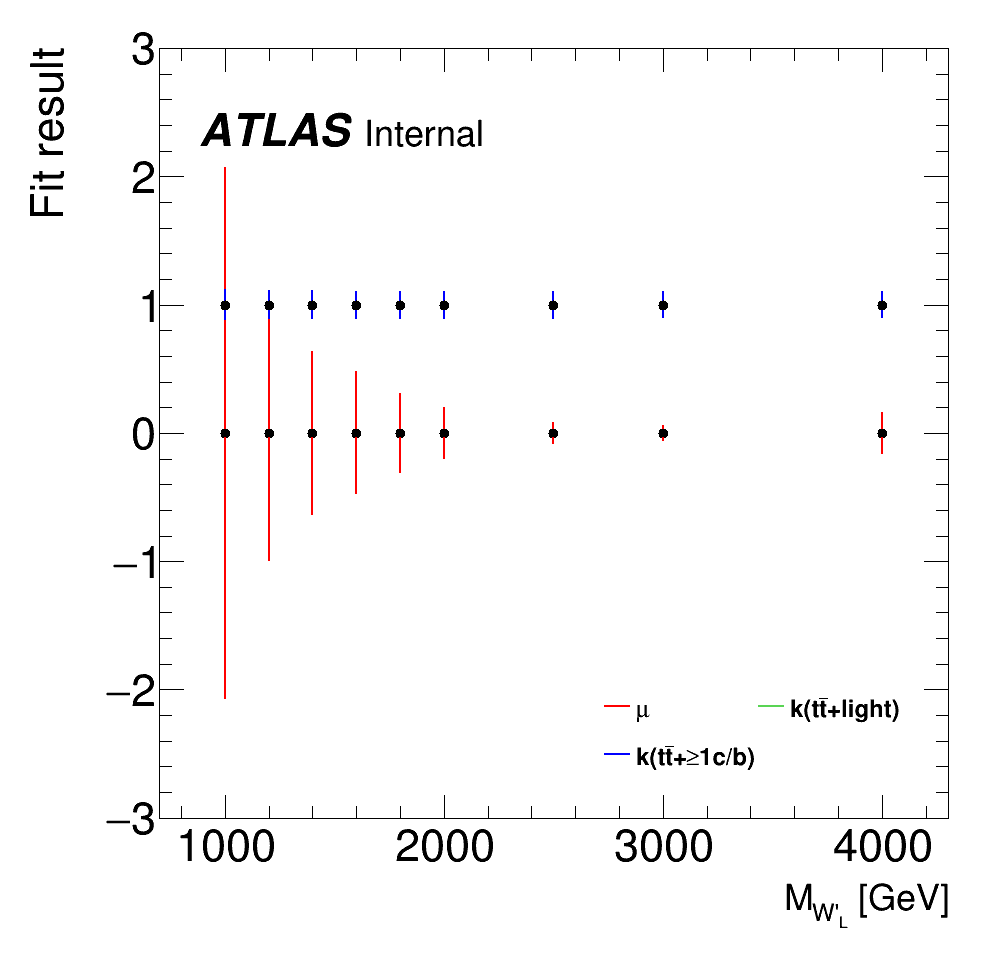 Fit result
3
ATLAS Internal
2
1
0
−1
−2
μ
k(tt̄+light)
k(tt̄+≥1c/b)
−3
1000 2000 3000 4000
M_{W'_L} [GeV]